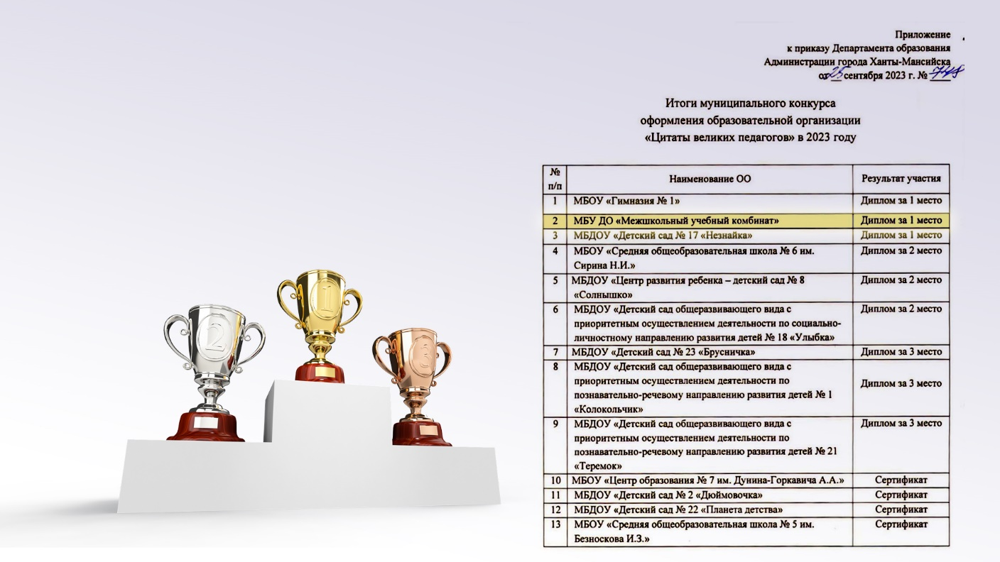 Приложение
к приказу Департамента образования
Администрации города Ханты-Мансийска
от 25 сентября 2023 г. № 748
Итоги муниципального конкурса
оформления образовательной организации
«Цитаты великих педагогов» в 2023 году
№ п/п Наименование ОО Результат участия
1 МБОУ «Гимназия № 1» Диплом за 1 место
2 МБУ ДО «Межшкольный учебный комбинат» Диплом за 1 место
3 МБДОУ «Детский сад № 17 «Незнайка» Диплом за 1 место
4 МБОУ «Средняя общеобразовательная школа № 6 им. Диплом за 2 место
Сирина Н.И.»
5 МБДОУ «Центр развития ребенка – детский сад № 8 Диплом за 2 место
«Солнышко»
6 МБДОУ «Детский сад общеразвивающего вида с Диплом за 2 место
приоритетным осуществлением деятельности по социально-
личностному направлению развития детей № 18 «Улыбка»
7 МБДОУ «Детский сад № 23 «Брусничка» Диплом за 3 место
8 МБДОУ «Детский сад общеразвивающего вида с
приоритетным осуществлением деятельности по Диплом за 3 место
познавательно-речевому направлению развития детей № 1
«Колокольчик»
9 МБДОУ «Детский сад общеразвивающего вида с Диплом за 3 место
приоритетным осуществлением деятельности по
познавательно-речевому направлению развития детей № 21
«Теремок»
10 МБОУ «Центр образования № 7 им. Дунина-Горкавича А.А.» Сертификат
11 МБДОУ «Детский сад № 2 «Дюймовочка» Сертификат
12 МБДОУ «Детский сад № 22 «Планета детства» Сертификат
13 МБОУ «Средняя общеобразовательная школа № 5 им. Сертификат
Безноскова И.З.»
1
2
3